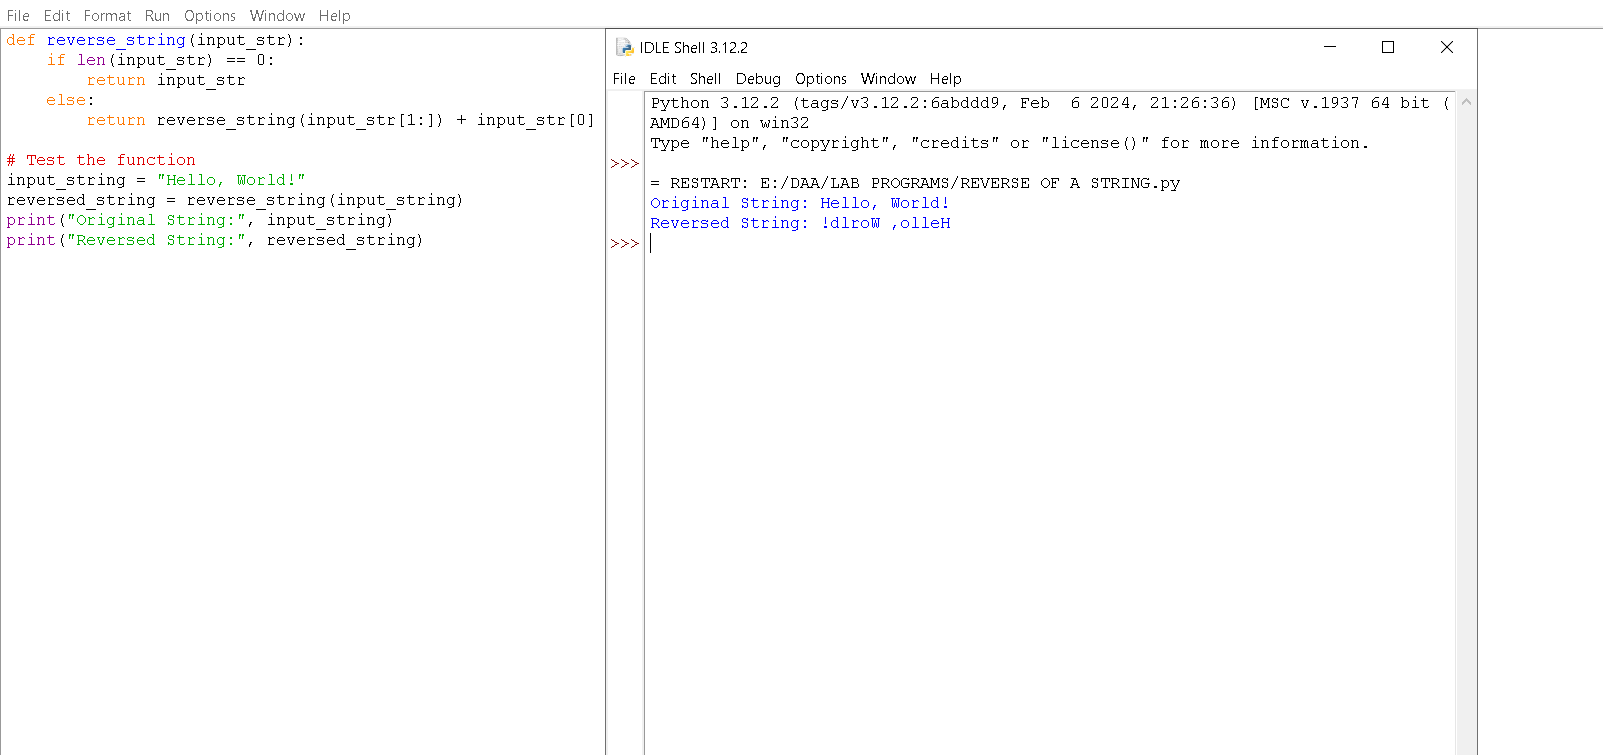 File Edit Format Run Options Window Help
def reverse_string(input_str):
    if len(input_str) == 0:
        return input_str
    else:
        return reverse_string(input_str[1:]) + input_str[0]
# Test the function
input_string = "Hello, World!"
reversed_string = reverse_string(input_string)
print("Original String:", input_string)
print("Reversed String:", reversed_string)
IDLE Shell 3.12.2
File Edit Shell Debug Options Window Help
Python 3.12.2 (tags/v3.12.2:6abddd9, Feb  6 2024, 21:26:36) [MSC v.1937 64 bit (
AMD64)] on win32
Type "help", "copyright", "credits" or "license()" for more information.
>>>
= RESTART: E:/DAA/LAB PROGRAMS/REVERSE OF A STRING.py
Original String: Hello, World!
Reversed String: !dlroW ,olleH
>>>